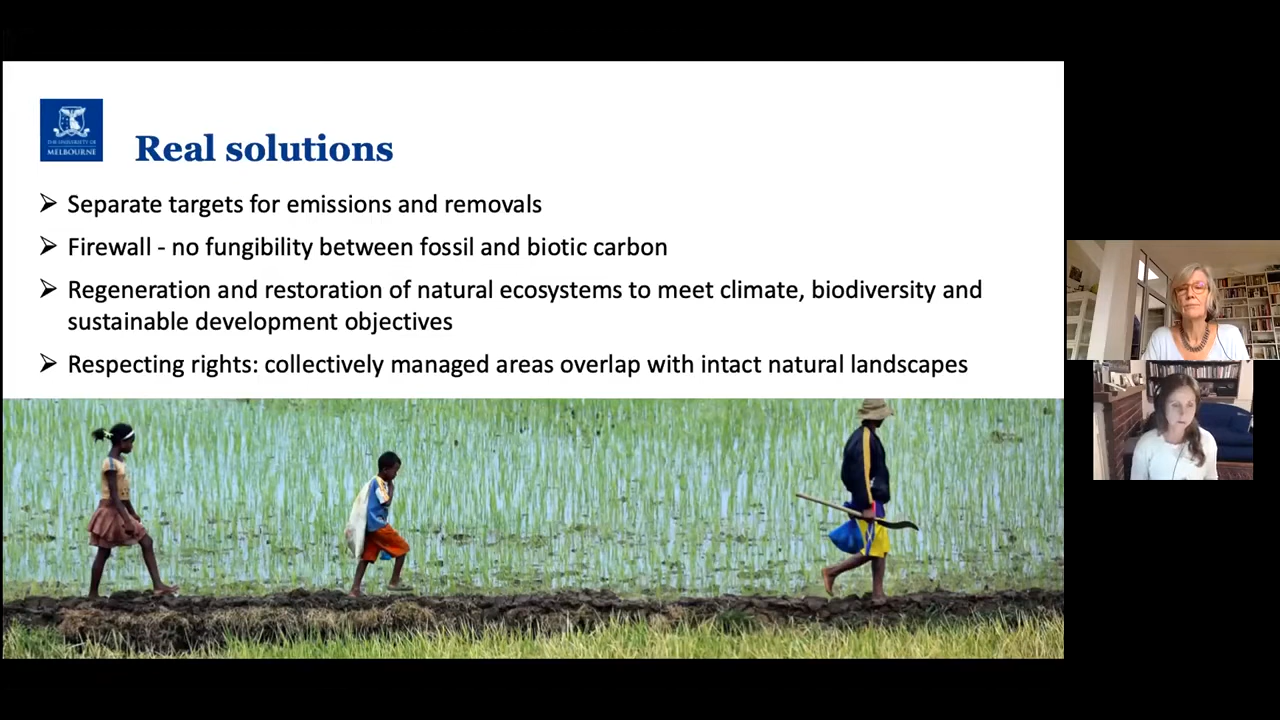 THE UNIVERSITY OF
MELBOURNE
Real solutions
➢ Separate targets for emissions and removals
➢ Firewall - no fungibility between fossil and biotic carbon
➢ Regeneration and restoration of natural ecosystems to meet climate, biodiversity and
sustainable development objectives
➢ Respecting rights: collectively managed areas overlap with intact natural landscapes